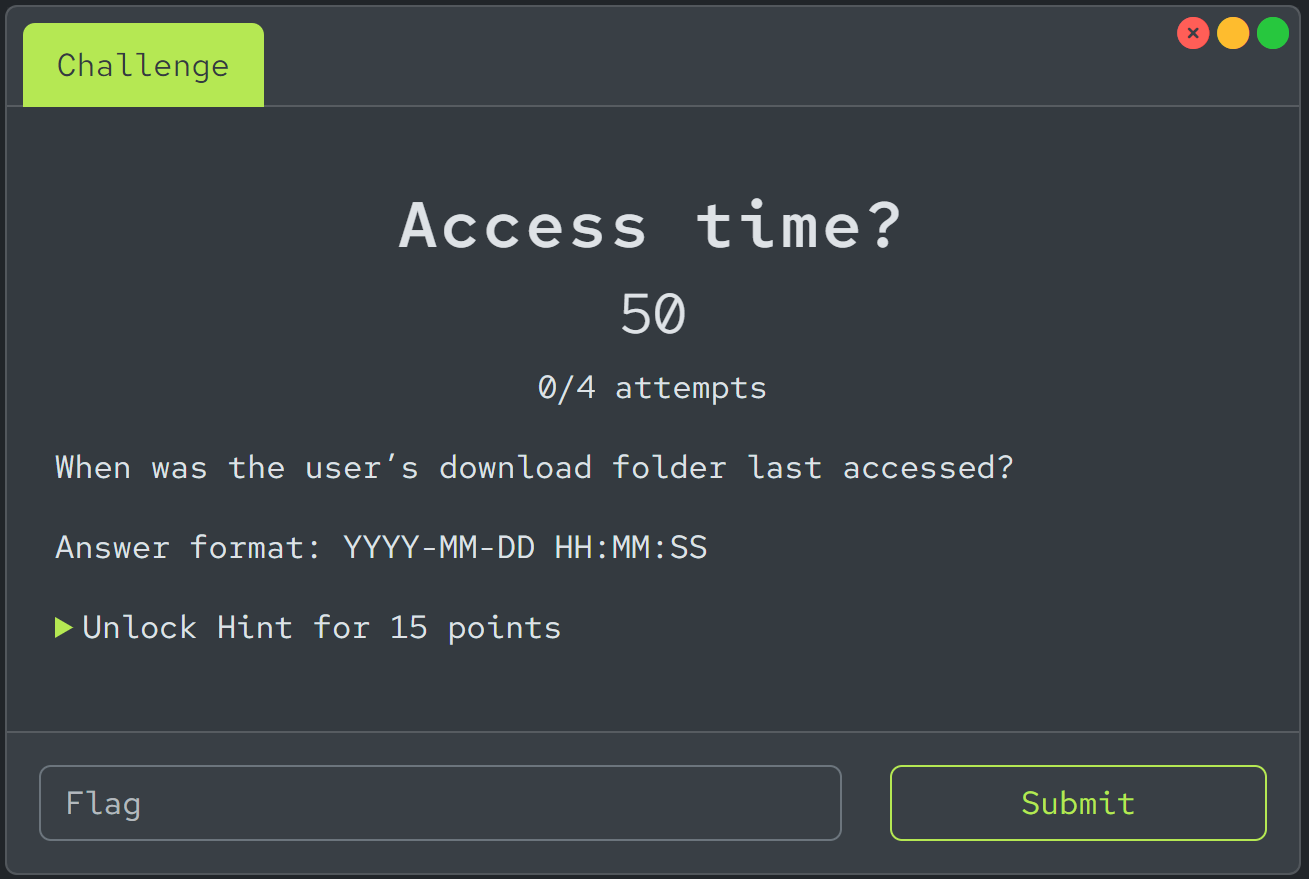 Challenge
Access time?
50
0/4 attempts
When was the user’s download folder last accessed?
Answer format: YYYY-MM-DD HH:MM:SS
Unlock Hint for 15 points
Flag
Submit